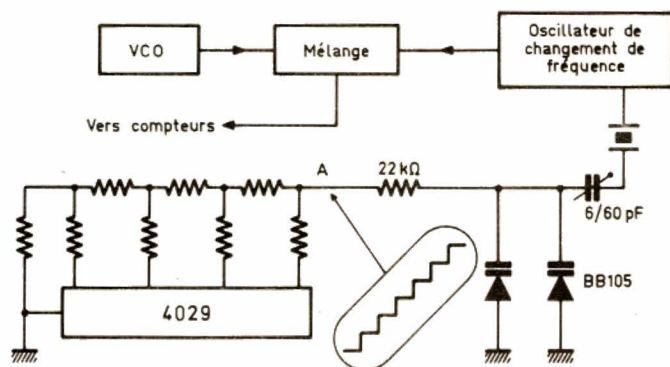 VCO
Mélange
Oscillateur de
changement de
fréquence
Vers compteurs
A
22 kΩ
6/60 pF
BB105
4029